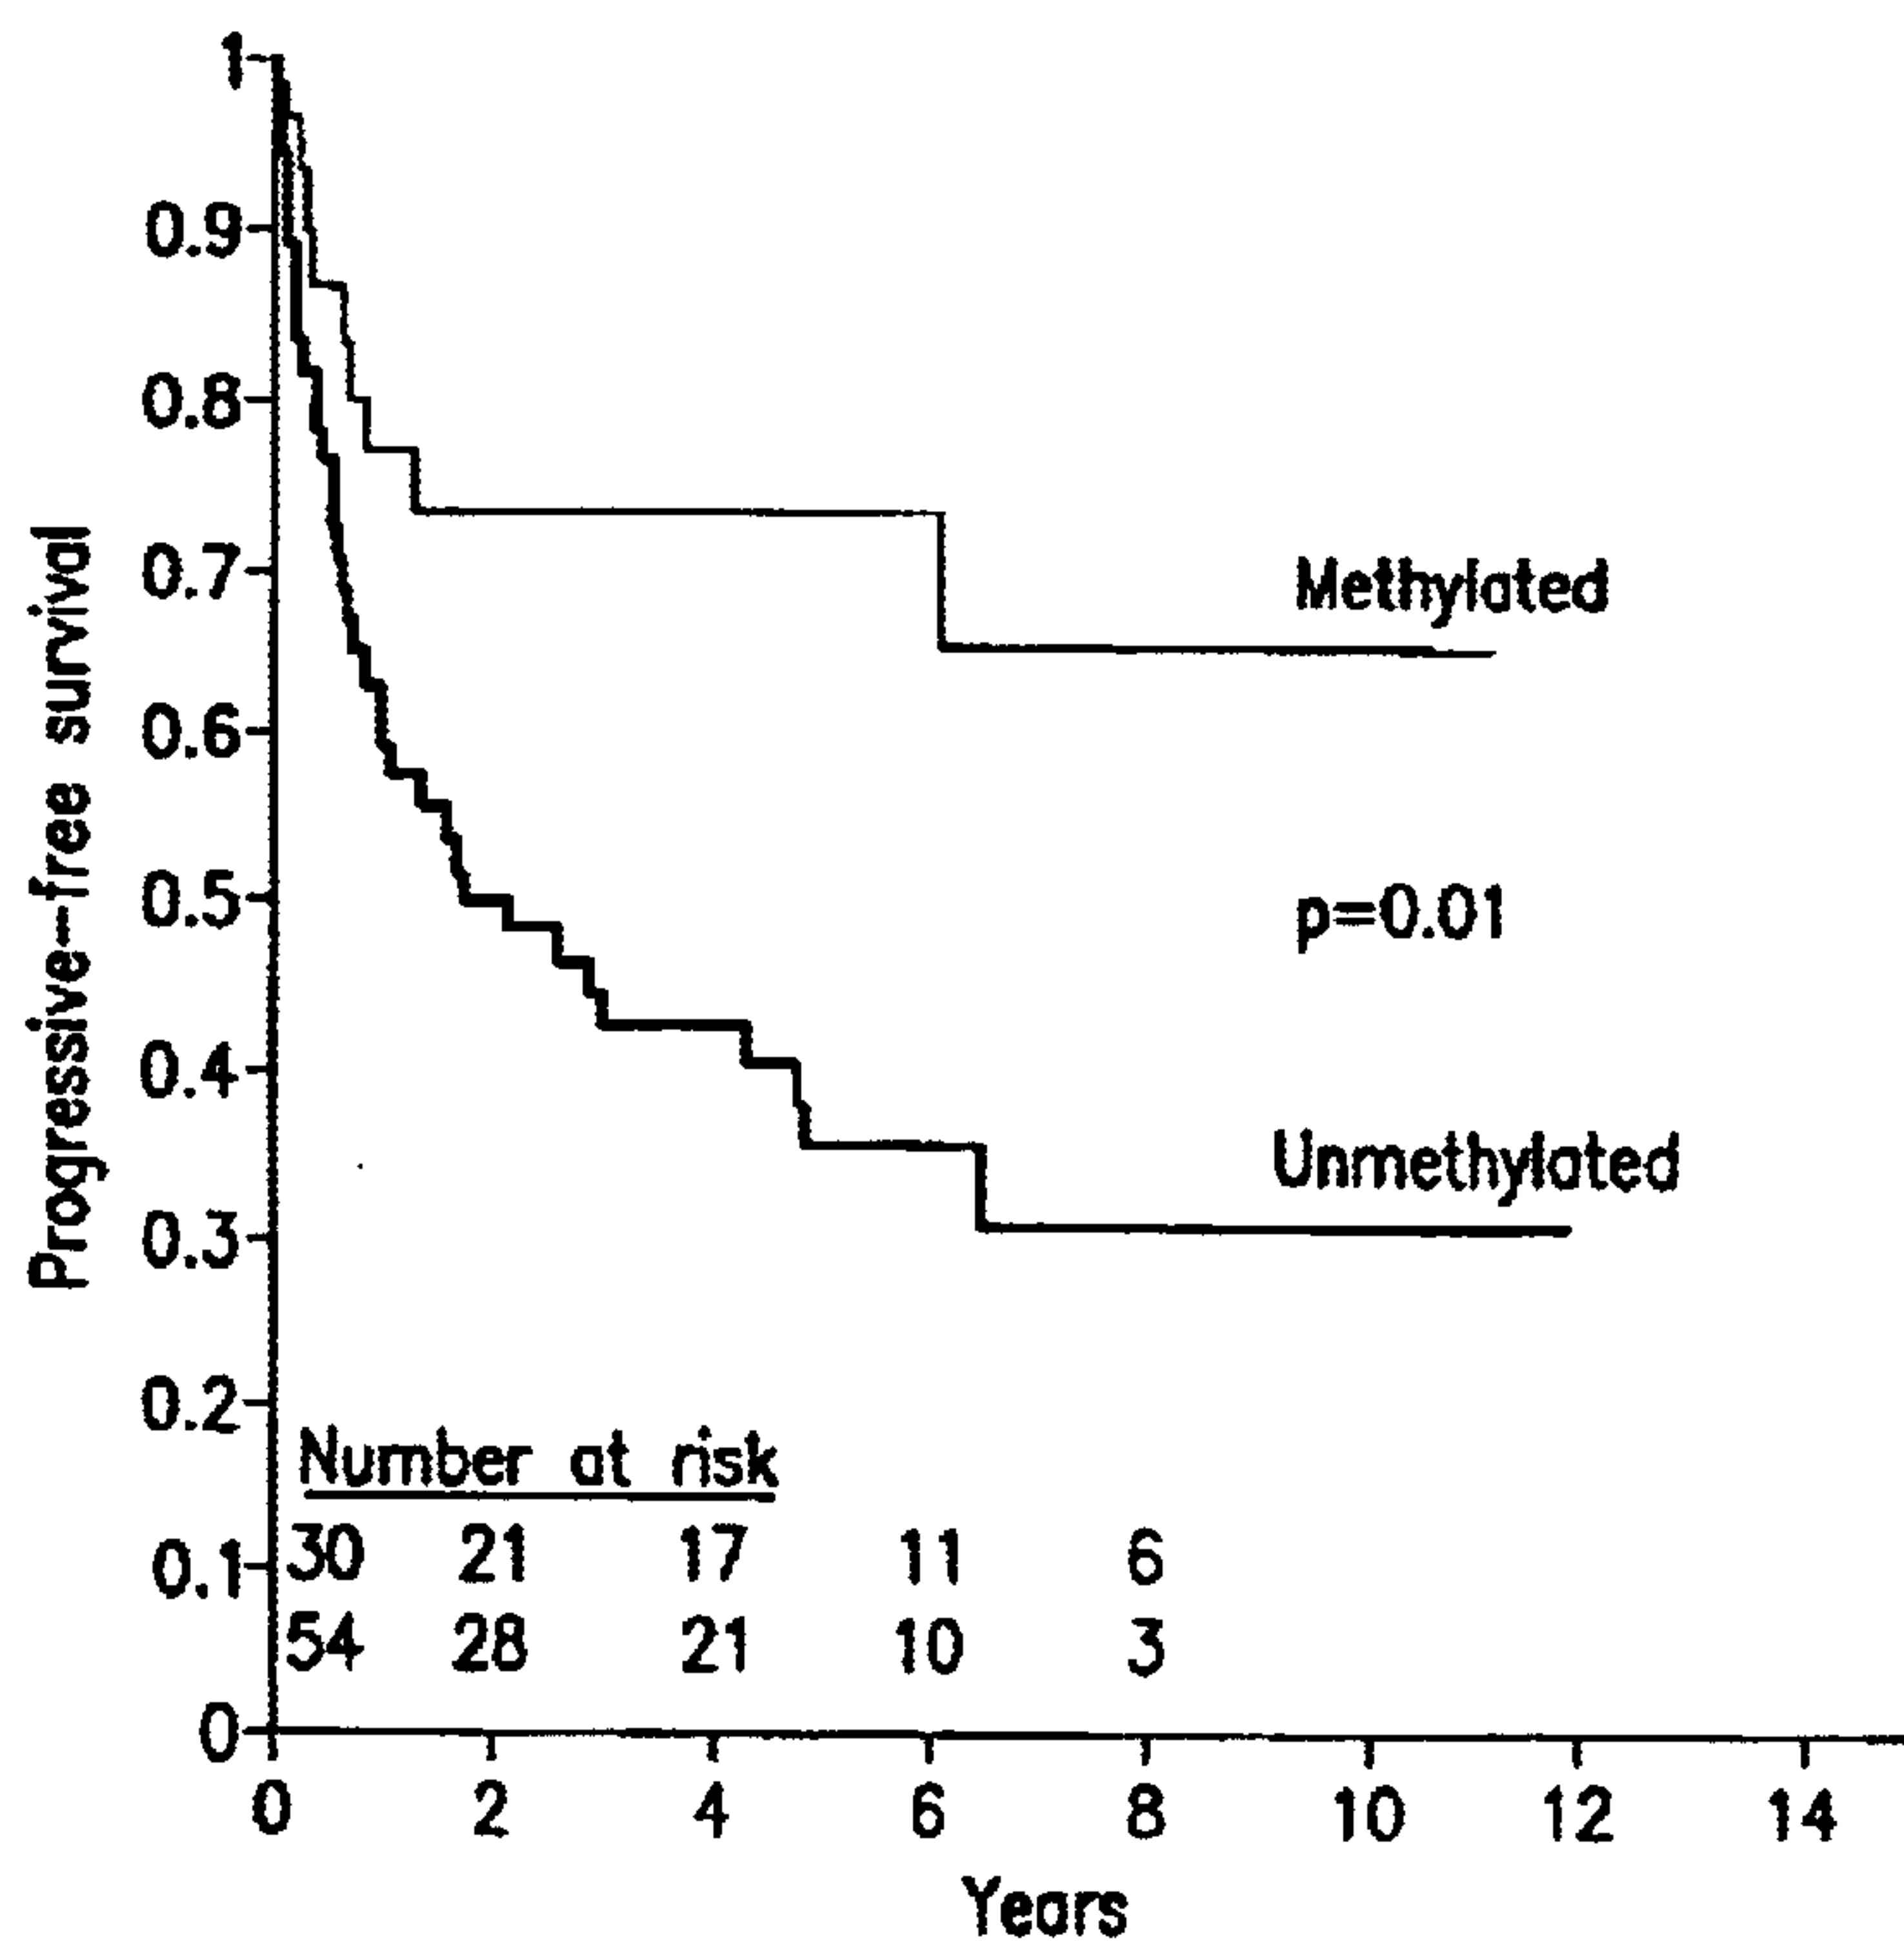 Progressive-free survival
1
0.9
0.8
0.7
0.6
0.5
0.4
0.3
0.2
0.1
0
Methylated
p=0.01
Unmethylated
Number at risk
30 21 17 11 6
54 28 21 10 3
0 2 4 6 8 10 12 14
Years